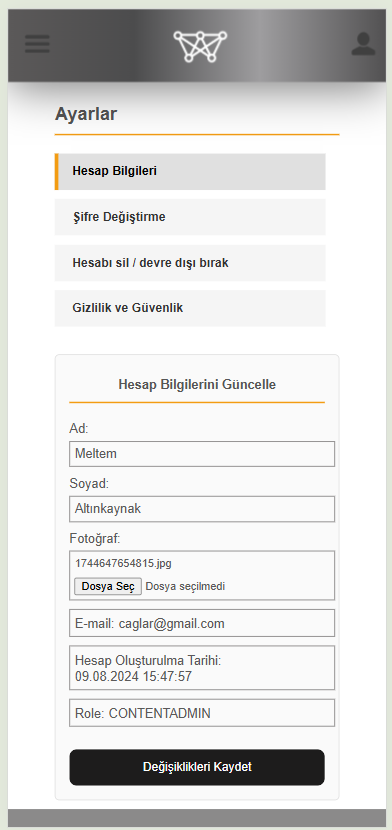 Ayarlar
Hesap Bilgileri
Şifre Değiştirme
Hesabı sil / devre dışı bırak
Gizlilik ve Güvenlik
Hesap Bilgilerini Güncelle
Ad:
Meltem
Soyad:
Altınkaynak
Fotoğraf:
1744647654815.jpg
Dosya Seç Dosya seçilmedi
E-mail: caglar@gmail.com
Hesap Oluşturulma Tarihi:
09.08.2024 15:47:57
Role: CONTENTADMIN
Değişiklikleri Kaydet